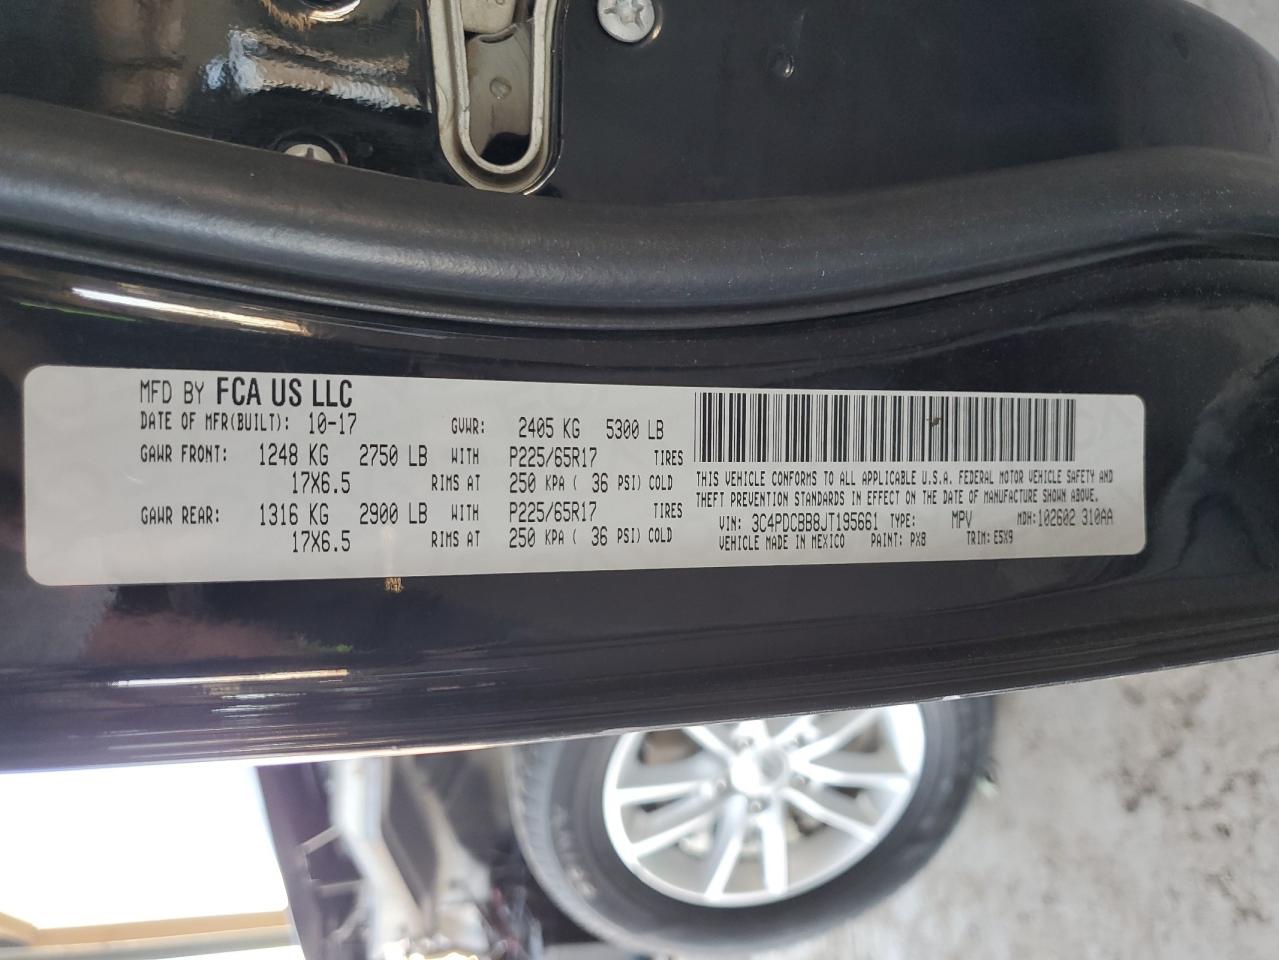 MFD BY FCA US LLC
DATE OF MFR(BUILT): 10-17 GVWR: 2405 KG 5300 LB
GAWR FRONT: 1248 KG 2750 LB WITH P225/65R17 TIRES
17X6.5 RIMS AT 250 KPA ( 36 PSI) COLD
GAWR REAR: 1316 KG 2900 LB WITH P225/65R17 TIRES
17X6.5 RIMS AT 250 KPA ( 36 PSI) COLD
THIS VEHICLE CONFORMS TO ALL APPLICABLE U.S.A. FEDERAL MOTOR VEHICLE SAFETY AND
THEFT PREVENTION STANDARDS IN EFFECT ON THE DATE OF MANUFACTURE SHOWN ABOVE.
VIN: 3C4PDCBB8JT195661 TYPE: MPV MDH:102602 310AA
VEHICLE MADE IN MEXICO PAINT: PX8 TRIM: E5X9